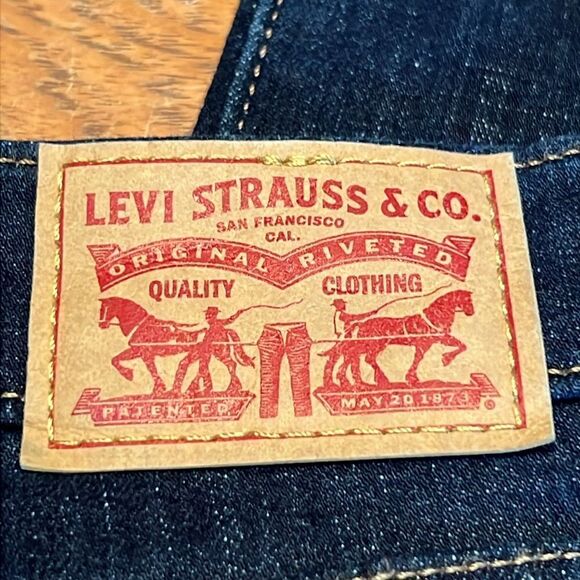 LEVI STRAUSS & CO.
SAN FRANCISCO
CAL.
ORIGINAL RIVETED
QUALITY CLOTHING
PATENTED MAY 20 1873 ®